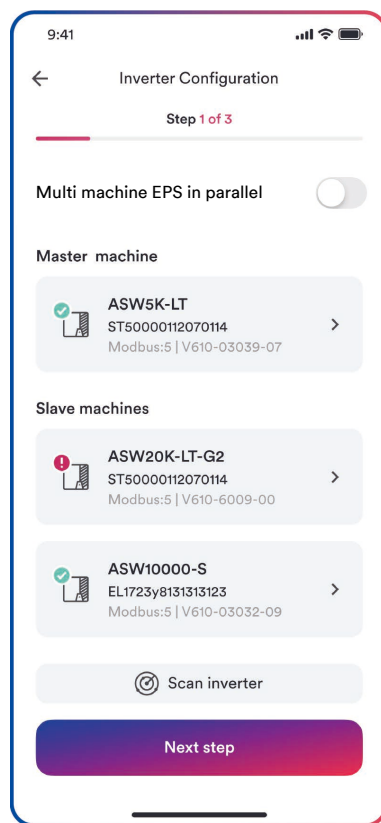 9:41
Inverter Configuration
Step 1 of 3
Multi machine EPS in parallel
Master machine
ASW5K-LT
ST50000112070114
Modbus:5 | V610-03039-07
Slave machines
ASW20K-LT-G2
ST50000112070114
Modbus:5 | V610-6009-00
ASW10000-S
EL1723y8131313123
Modbus:5 | V610-03032-09
Scan inverter
Next step